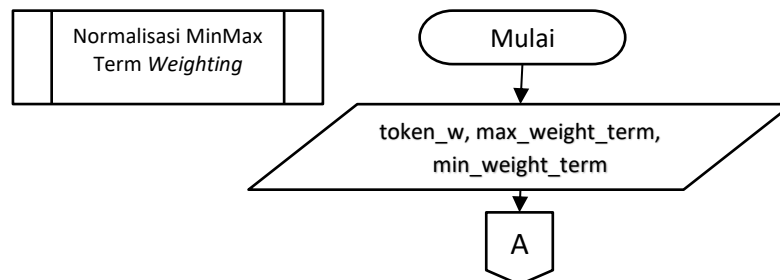 Normalisasi MinMax
Term Weighting
Mulai
token_w, max_weight_term,
min_weight_term
A